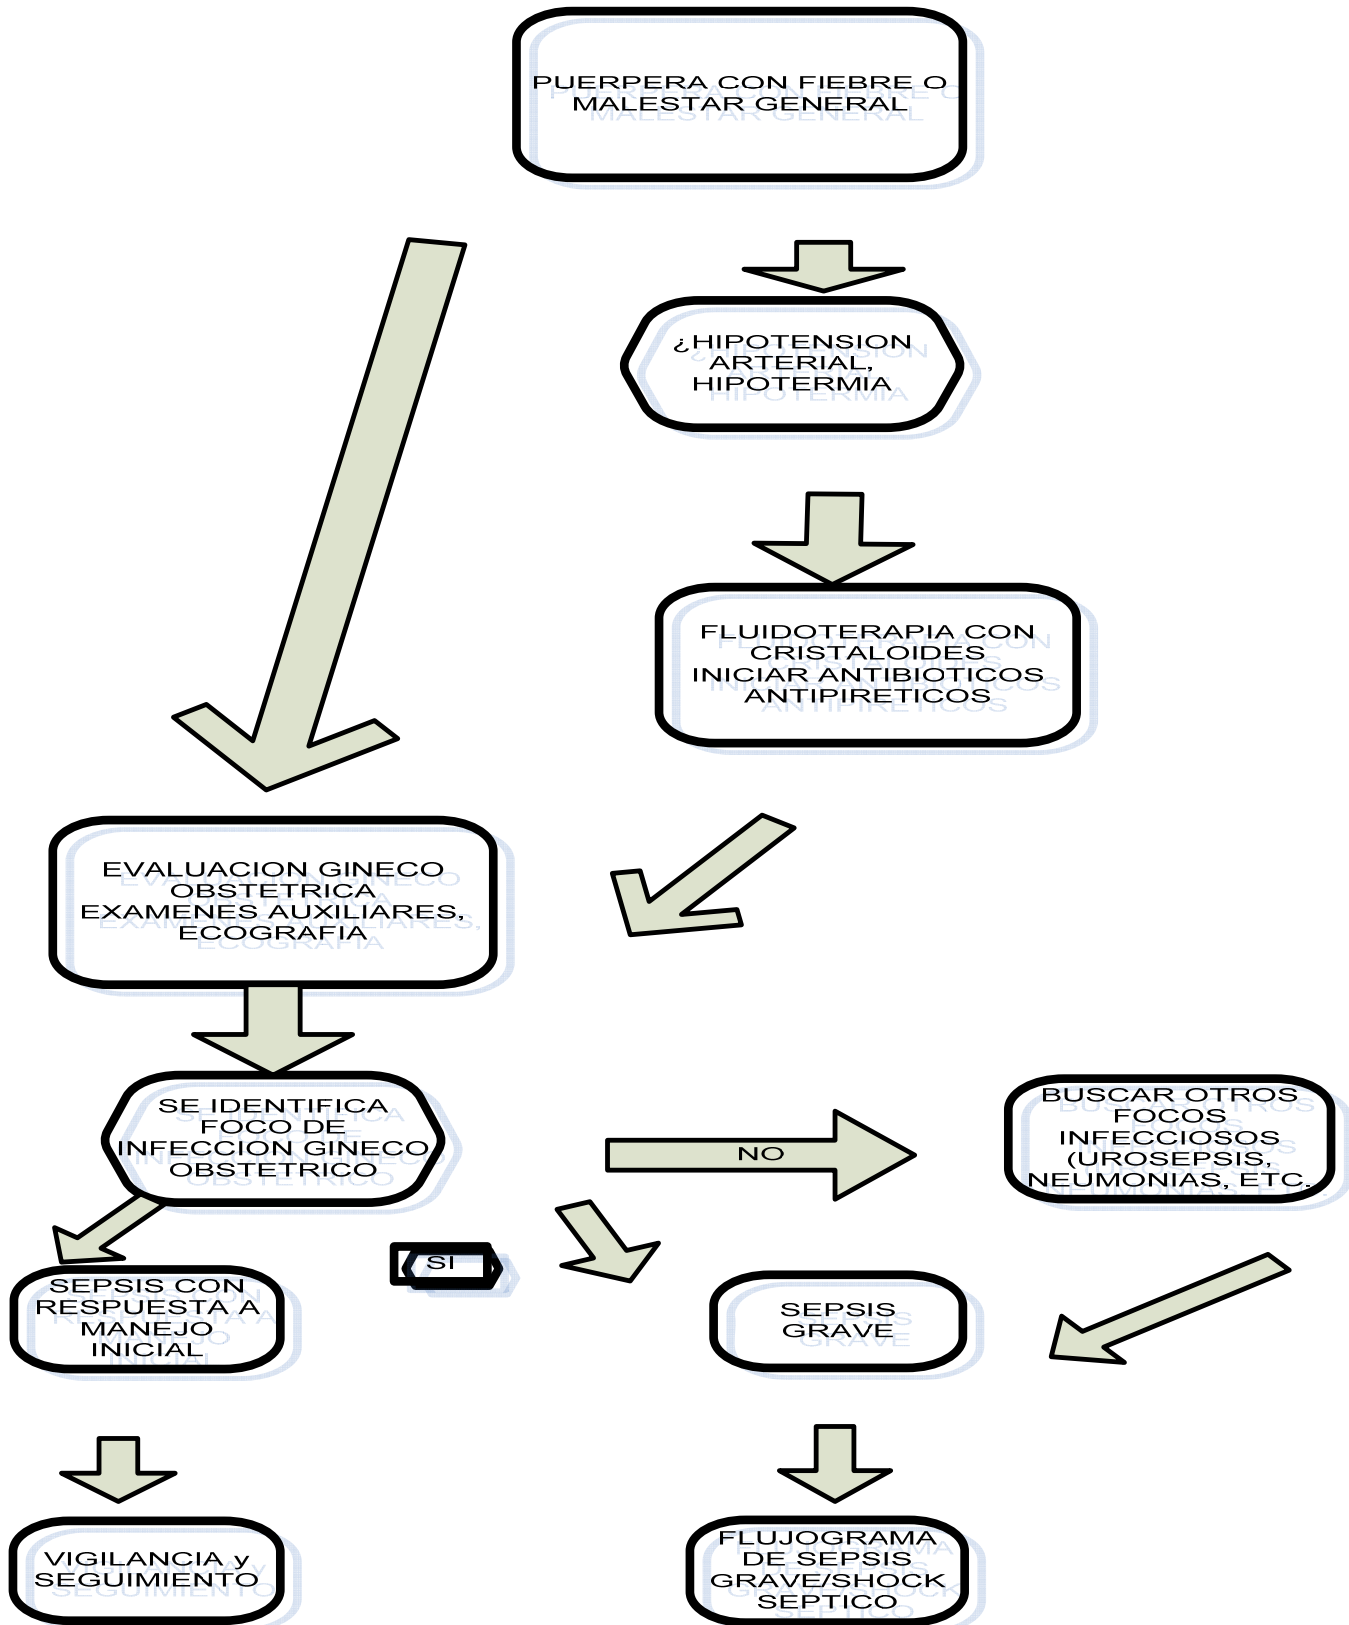 PUERPERA CON FIEBRE O
MALESTAR GENERAL
¿HIPOTENSION
ARTERIAL,
HIPOTERMIA
FLUIDOTERAPIA CON
CRISTALOIDES
INICIAR ANTIBIOTICOS
ANTIPIRETICOS
EVALUACION GINECO
OBSTETRICA
EXAMENES AUXILIARES,
ECOGRAFIA
SE IDENTIFICA
FOCO DE
INFECCION GINECO
OBSTETRICO
NO
BUSCAR OTROS
FOCOS
INFECCIOSOS
(UROSEPSIS,
NEUMONIAS, ETC.
SI
SEPSIS CON
RESPUESTA A
MANEJO
INICIAL
SEPSIS
GRAVE
VIGILANCIA y
SEGUIMIENTO
FLUJOGRAMA
DE SEPSIS
GRAVE/SHOCK
SEPTICO